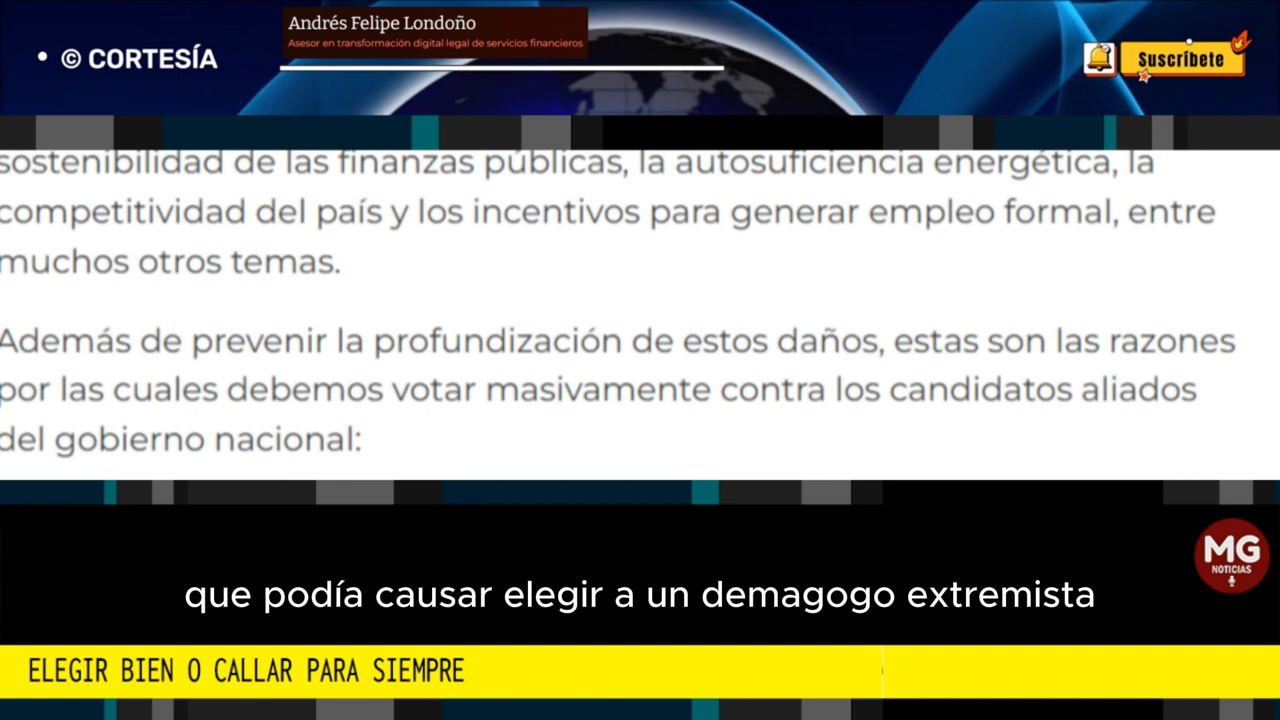 Andrés Felipe Londoño
Asesor en transformación digital legal de servicios financieros
• © CORTESÍA
Suscríbete
sostenibilidad de las finanzas públicas, la autosuficiencia energética, la
competitividad del país y los incentivos para generar empleo formal, entre
muchos otros temas.
Además de prevenir la profundización de estos daños, estas son las razones
por las cuales debemos votar masivamente contra los candidatos aliados
del gobierno nacional:
MG
NOTICIAS
que podía causar elegir a un demagogo extremista
ELEGIR BIEN O CALLAR PARA SIEMPRE